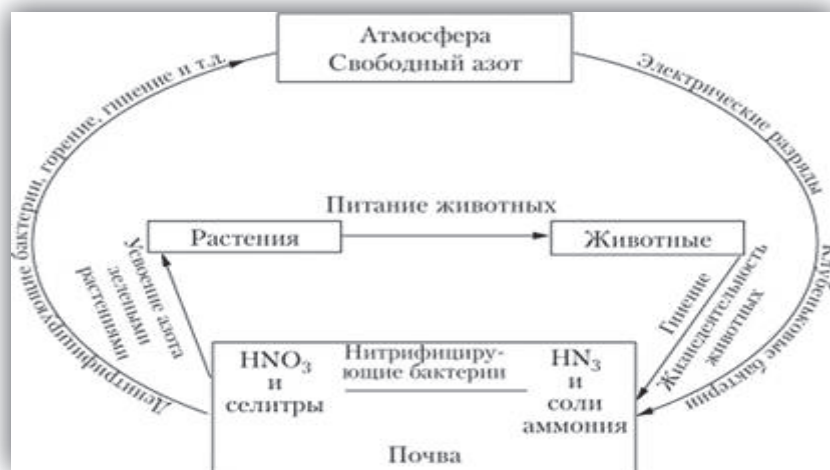 Атмосфера
Свободный азот
Денитрифицирующие бактерии, горение, гниение и т.д.
Электрические разряды
Клубеньковые бактерии
Питание животных
Растения
Животные
Усвоение азота
зелеными
растениями
Гниение
Жизнедеятельность
животных
HNO3
и
селитры
Нитрифициру-
ющие бактерии
HN3
и
соли
аммония
Почва